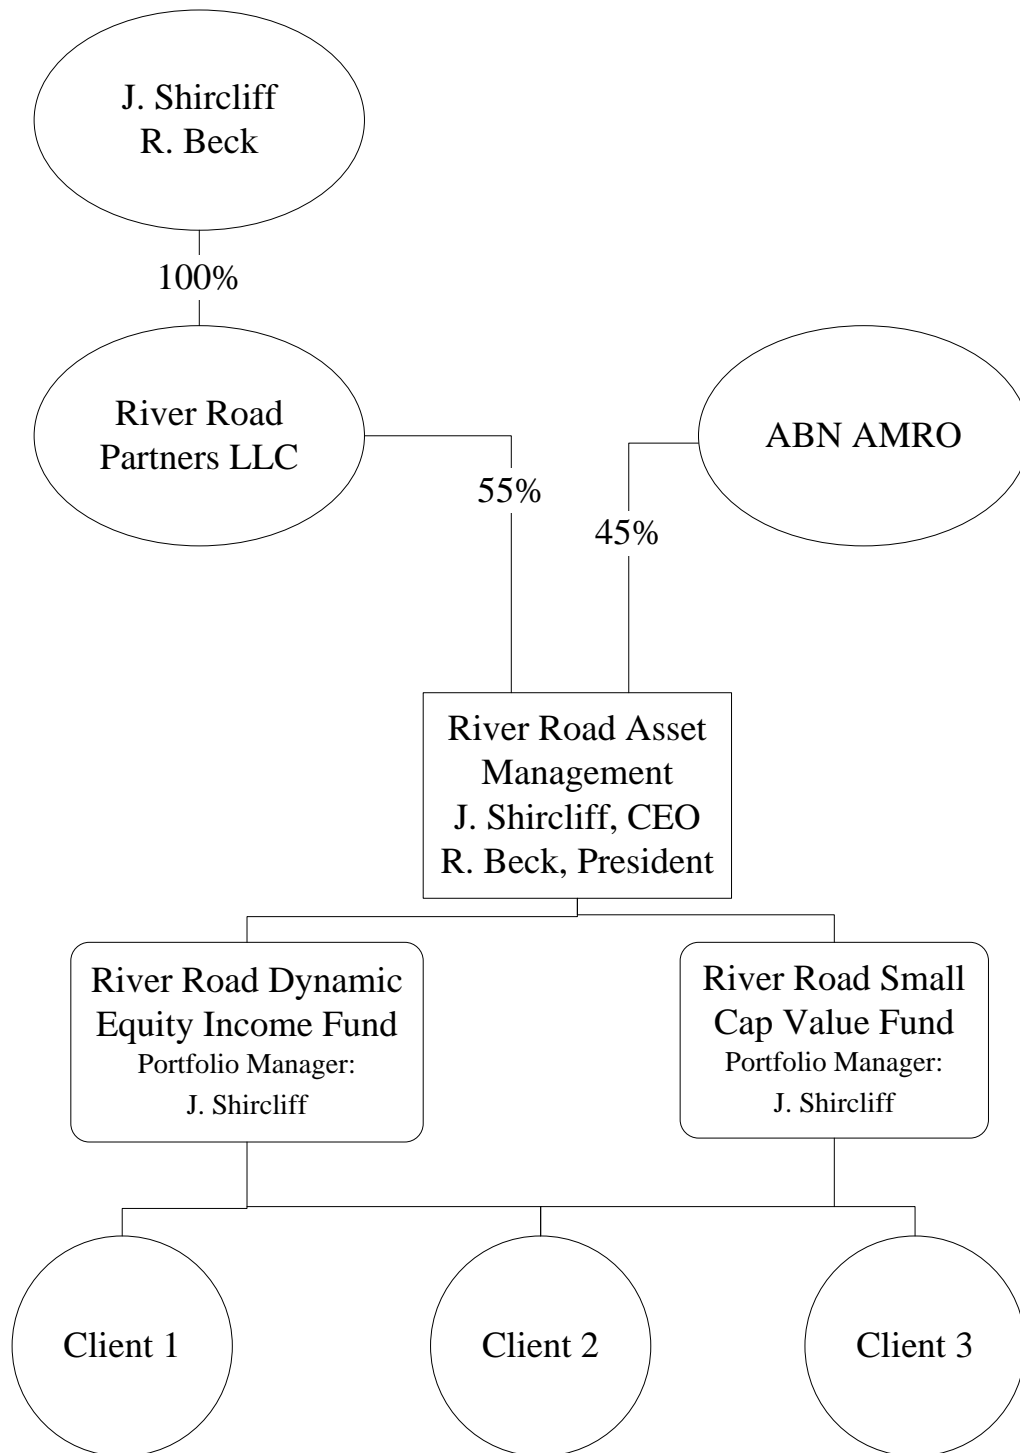 J. Shircliff
R. Beck
100%
River Road
Partners LLC
ABN AMRO
55%
45%
River Road Asset
Management
J. Shircliff, CEO
R. Beck, President
River Road Dynamic
Equity Income Fund
Portfolio Manager:
J. Shircliff
River Road Small
Cap Value Fund
Portfolio Manager:
J. Shircliff
Client 1
Client 2
Client 3